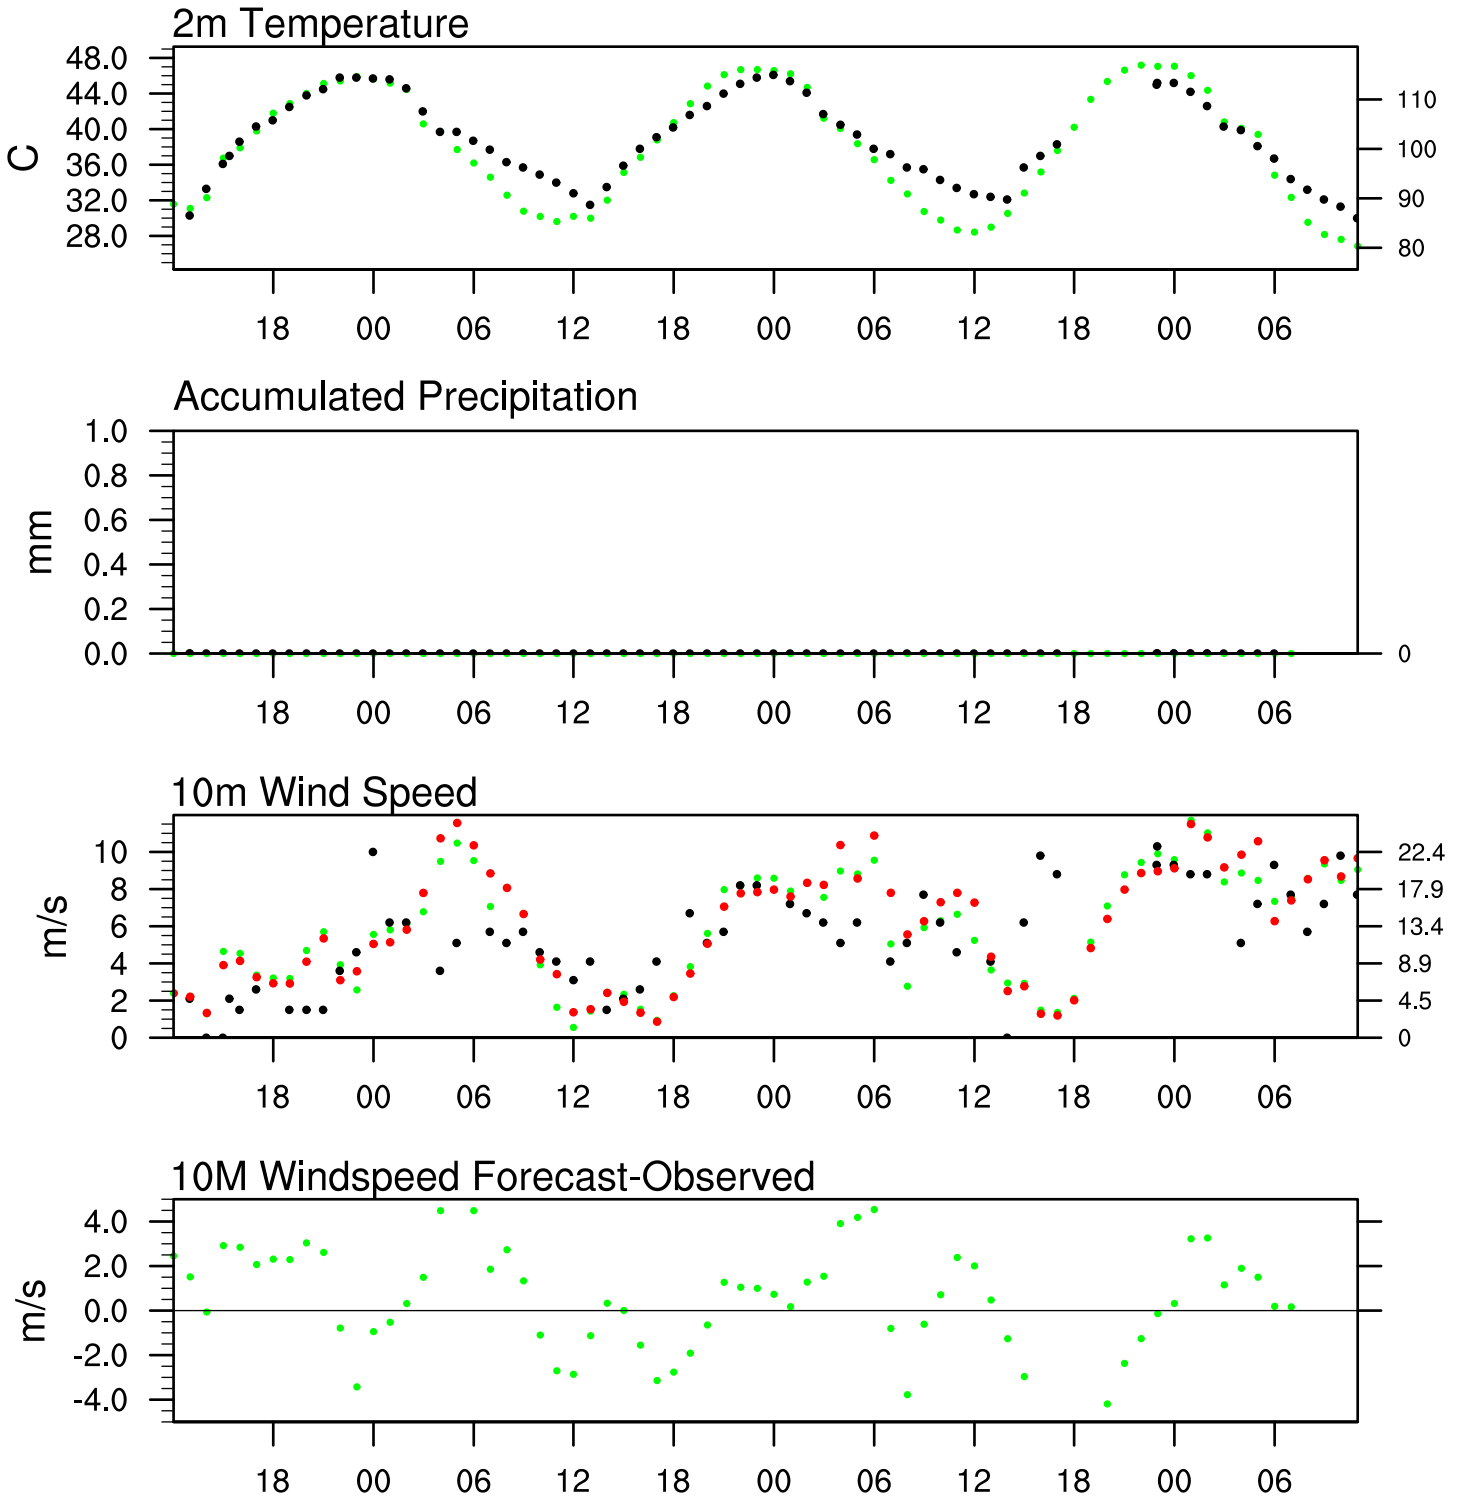 2m Temperature
48.0
44.0
40.0
36.0
32.0
28.0
C
110
100
90
80
18 00 06 12 18 00 06 12 18 00 06
Accumulated Precipitation
1.0
0.8
0.6
0.4
0.2
0.0
mm
0
18 00 06 12 18 00 06 12 18 00 06
10m Wind Speed
10
8
6
4
2
0
m/s
22.4
17.9
13.4
8.9
4.5
0
18 00 06 12 18 00 06 12 18 00 06
10M Windspeed Forecast-Observed
4.0
2.0
0.0
-2.0
-4.0
m/s
18 00 06 12 18 00 06 12 18 00 06